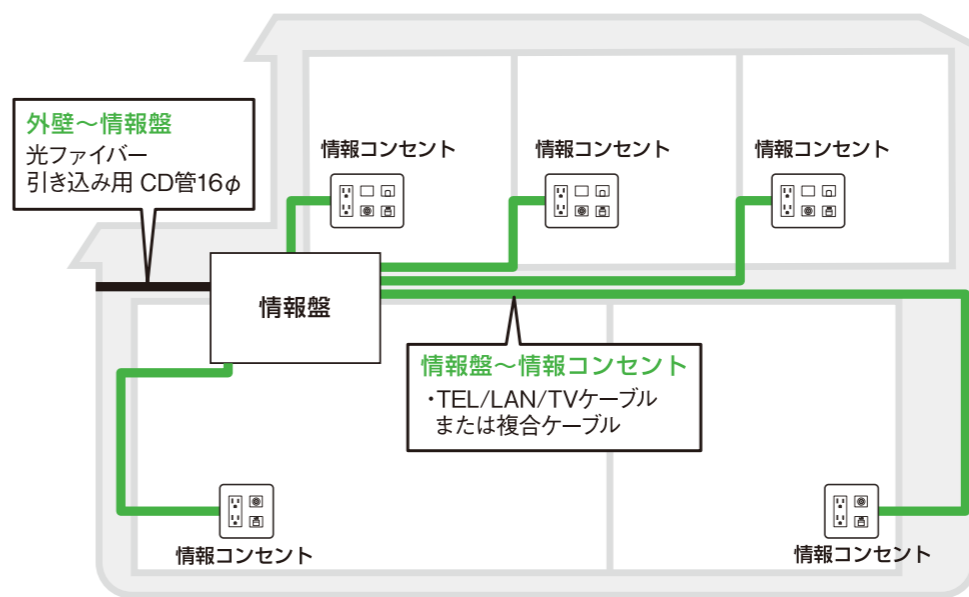 外壁～情報盤
光ファイバー
引き込み用 CD管16φ
情報コンセント
情報コンセント
情報コンセント
情報盤
情報盤～情報コンセント
・TEL/LAN/TVケーブル
または複合ケーブル
情報コンセント
情報コンセント